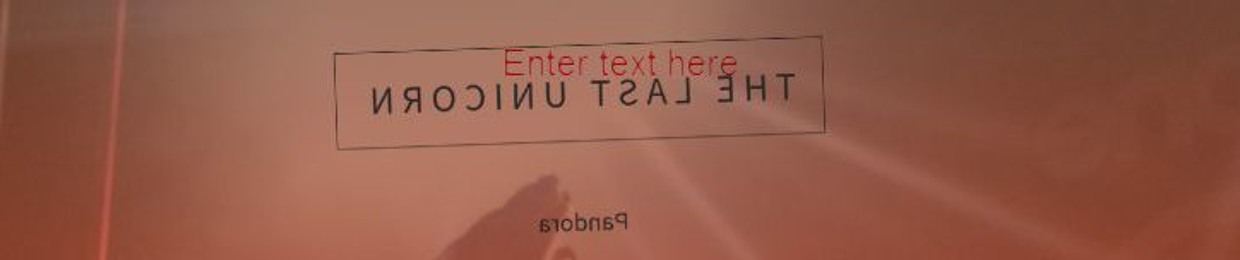 Enter text here
THE LAST UNICORN
Pandora